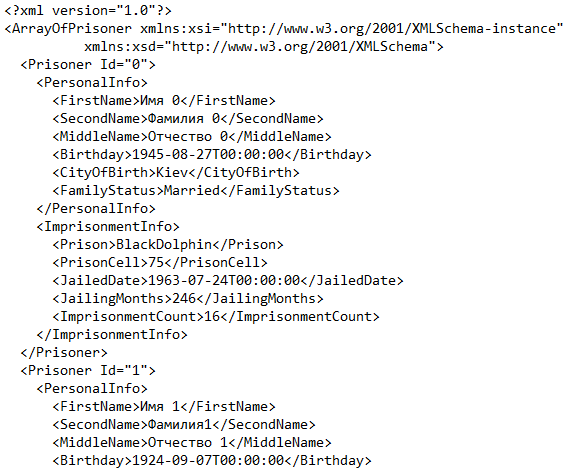 <?xml version="1.0"?>
<ArrayOfPrisoner xmlns:xsi="http://www.w3.org/2001/XMLSchema-instance"
xmlns:xsd="http://www.w3.org/2001/XMLSchema">
<Prisoner Id="0">
<PersonalInfo>
<FirstName>Имя 0</FirstName>
<SecondName>Фамилия 0</SecondName>
<MiddleName>Отчество 0</MiddleName>
<Birthday>1945-08-27T00:00:00</Birthday>
<CityOfBirth>Kiev</CityOfBirth>
<FamilyStatus>Married</FamilyStatus>
</PersonalInfo>
<ImprisonmentInfo>
<Prison>BlackDolphin</Prison>
<PrisonCell>75</PrisonCell>
<JailedDate>1963-07-24T00:00:00</JailedDate>
<JailingMonths>246</JailingMonths>
<ImprisonmentCount>16</ImprisonmentCount>
</ImprisonmentInfo>
</Prisoner>
<Prisoner Id="1">
<PersonalInfo>
<FirstName>Имя 1</FirstName>
<SecondName>Фамилия1</SecondName>
<MiddleName>Отчество 1</MiddleName>
<Birthday>1924-09-07T00:00:00</Birthday>